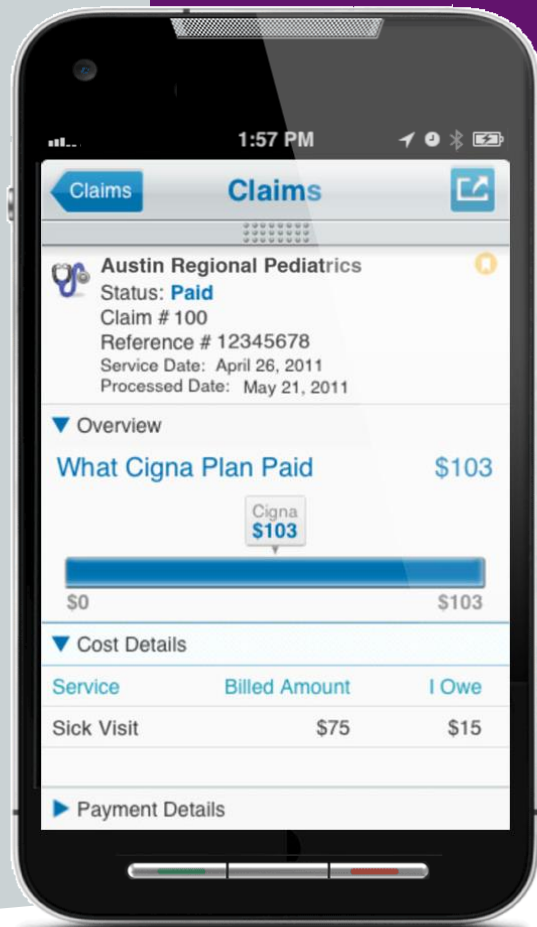 1:57 PM
Claims
Claims
Austin Regional Pediatrics
Status: Paid
Claim # 100
Reference # 12345678
Service Date: April 26, 2011
Processed Date: May 21, 2011
Overview
What Cigna Plan Paid $103
Cigna
$103
$0 $103
Cost Details
Service Billed Amount I Owe
Sick Visit $75 $15
Payment Details